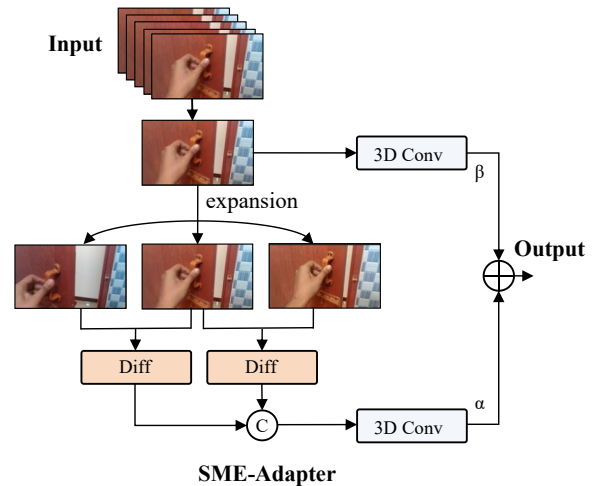 Input
3D Conv
β
expansion
Output
Diff
Diff
α
C
3D Conv
SME-Adapter